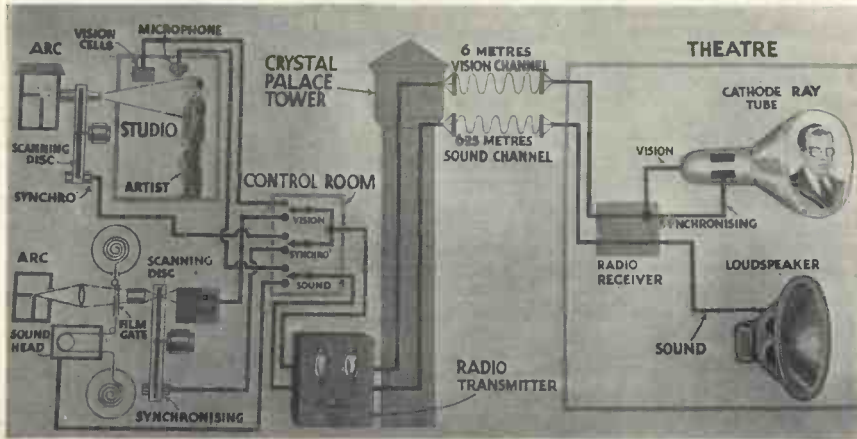 ARC
VISION
CELLS
MICROPHONE
STUDIO
SCANNING
DISC
SYNCHRO
ARTIST
CONTROL ROOM
VISION
SYNCHRO'
SOUND
ARC
SCANNING
DISC
FILM
GATE
SOUND
HEAD
SYNCHRONISING
CRYSTAL
PALACE
TOWER
RADIO
TRANSMITTER
6 METRES
VISION CHANNEL
METRES
SOUND CHANNEL
THEATRE
CATHODE RAY
TUBE
VISION
SYNCHRONISING
RADIO
RECEIVER
LOUDSPEAKER
SOUND